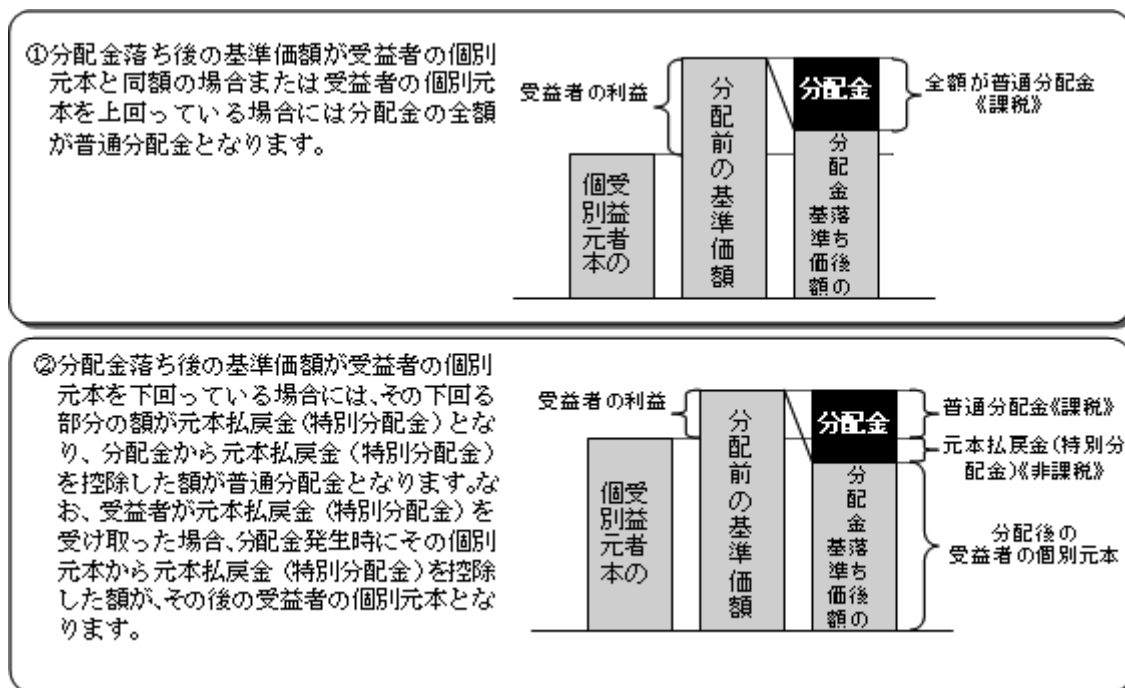 ①分配金落ち後の基準価額が受益者の個別
元本と同額の場合または受益者の個別元
本を上回っている場合には分配金の全額
が普通分配金となります。
受益者の利益
受益者の
個別元本
分配前の基準価額
分配金
分配金落ち後の
基準価額
全額が普通分配金
《課税》
②分配金落ち後の基準価額が受益者の個別
元本を下回っている場合には、その下回る
部分の額が元本払戻金(特別分配金)とな
り、分配金から元本払戻金(特別分配金)
を控除した額が普通分配金となります。な
お、受益者が元本払戻金(特別分配金)を
受け取った場合、分配金発生時にその個別
元本から元本払戻金(特別分配金)を控除
した額が、その後の受益者の個別元本とな
ります。
受益者の利益
受益者の
個別元本
分配前の基準価額
分配金
分配金落ち後の
基準価額
普通分配金《課税》
元本払戻金(特別分
配金)《非課税》
分配後の
受益者の個別元本